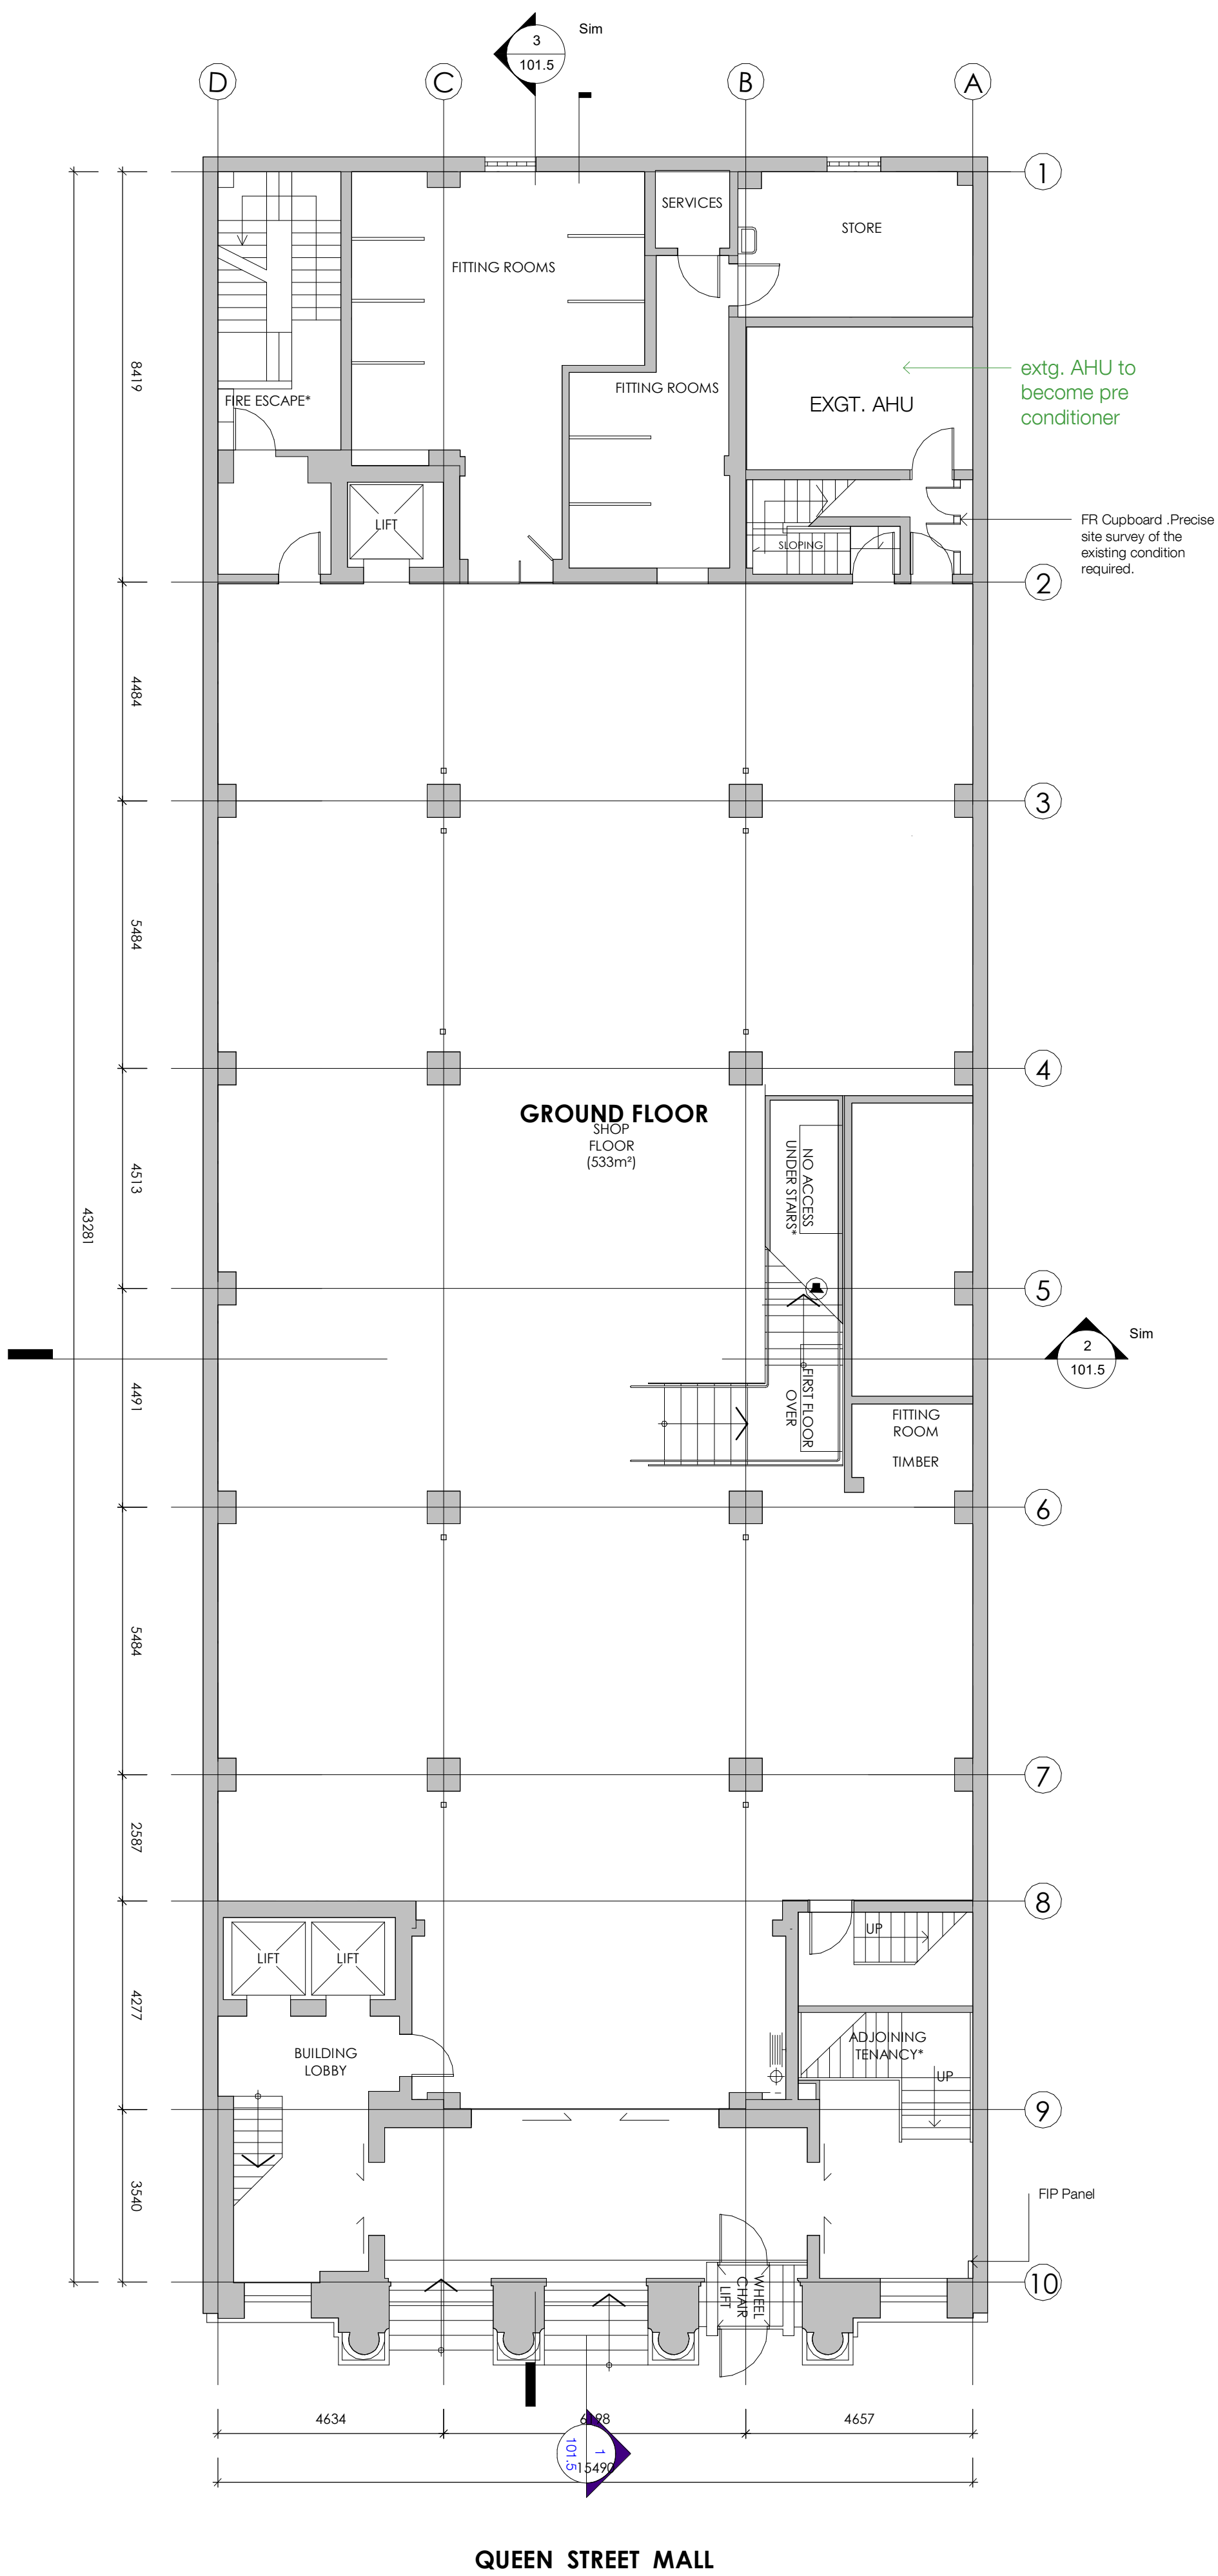 3
Sim
101.5
D
C
B
A
1
SERVICES
STORE
FITTING ROOMS
8419
extg. AHU to
become pre
conditioner
FITTING ROOMS
FIRE ESCAPE*
EXGT. AHU
LIFT
FR Cupboard .Precise
site survey of the
existing condition
required.
SLOPING
2
4484
3
5484
4
GROUND FLOOR
SHOP
FLOOR
(533m²)
NO ACCESS
UNDER STAIRS*
4513
43281
5
2
Sim
101.5
FIRST FLOOR
OVER
4491
FITTING
ROOM
TIMBER
6
5484
7
2587
8
UP
LIFT
LIFT
4277
ADJOINING
TENANCY*
BUILDING
LOBBY
UP
9
3540
FIP Panel
10
WHEEL
CHAIR
LIFT
4634
4657
1
101.5
15490
QUEEN STREET MALL